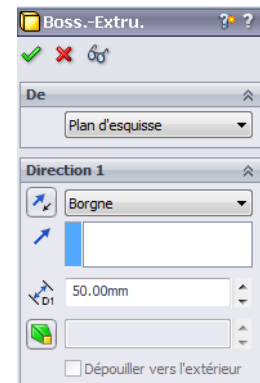 Boss.-Extru.
De
Plan d'esquisse
Direction 1
Borgne
D1
50.00mm
Dépouiller vers l'extérieur